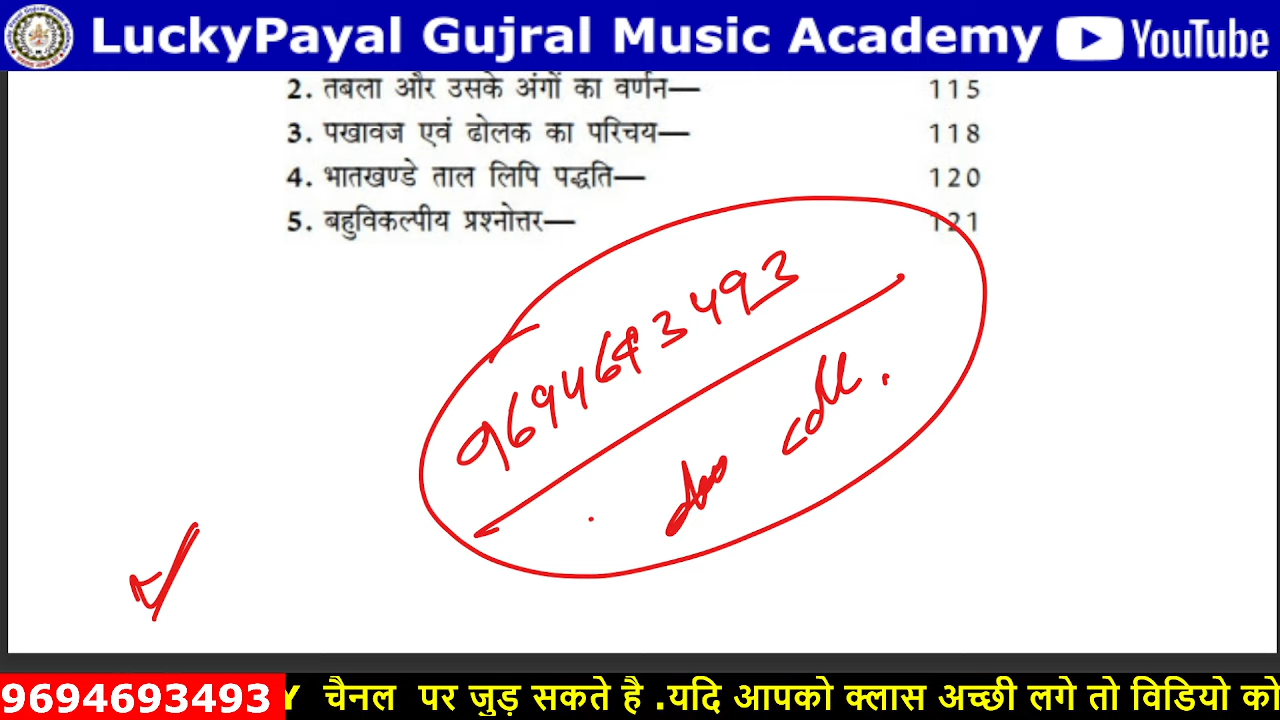 LuckyPayal Gujral Music Academy YouTube
2. तबला और उसके अंगों का वर्णन— 115
3. पखावज एवं ढोलक का परिचय— 118
4. भातखण्डे ताल लिपि पद्धति— 120
5. बहुविकल्पीय प्रश्नोत्तर— 121
9694693493
call.
9694693493 Y चैनल पर जुड़ सकते है .यदि आपको क्लास अच्छी लगे तो विडियो को